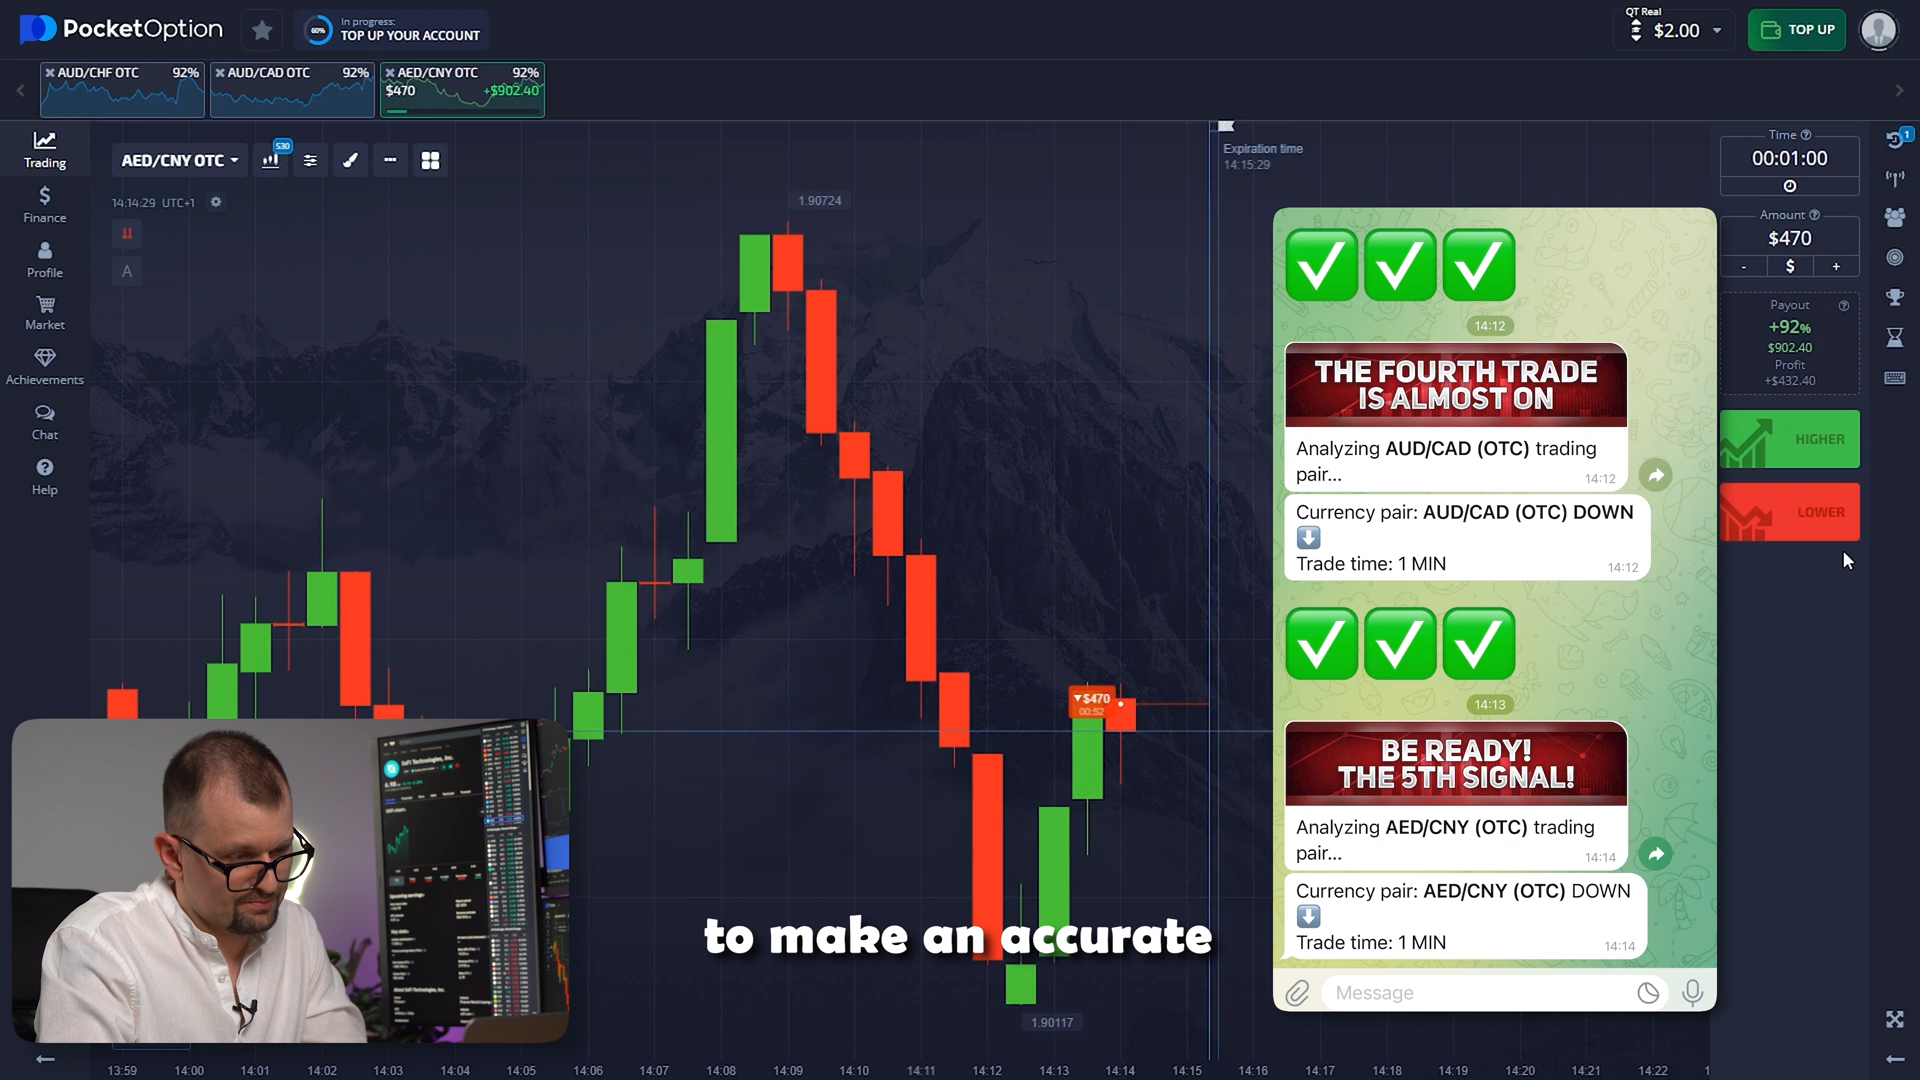 PocketOption
60%
In progress:
TOP UP YOUR ACCOUNT
QT Real
$2.00
TOP UP
AUD/CHF OTC 92%
AUD/CAD OTC 92%
AED/CNY OTC 92%
$470 +$902.40
Trading
Finance
Profile
Market
Achievements
Chat
Help
AED/CNY OTC
S30
14:14:29 UTC+1
A
1.90724
Expiration time
14:15:29
$470
00:52
1.90117
13:59 14:00 14:01 14:02 14:03 14:04 14:05 14:06 14:07 14:08 14:09 14:10 14:11 14:12 14:13 14:14 14:15 14:16 14:17 14:18 14:19 14:20 14:21 14:22
14:12
THE FOURTH TRADE
IS ALMOST ON
Analyzing AUD/CAD (OTC) trading
pair...
14:12
Currency pair: AUD/CAD (OTC) DOWN
Trade time: 1 MIN
14:12
14:13
BE READY!
THE 5TH SIGNAL!
Analyzing AED/CNY (OTC) trading
pair...
14:14
Currency pair: AED/CNY (OTC) DOWN
Trade time: 1 MIN
14:14
Message
Time
00:01:00
Amount
$470
- $ +
Payout
+92%
$902.40
Profit
+$432.40
HIGHER
LOWER
1
SoFi Technologies, Inc.
to make an accurate